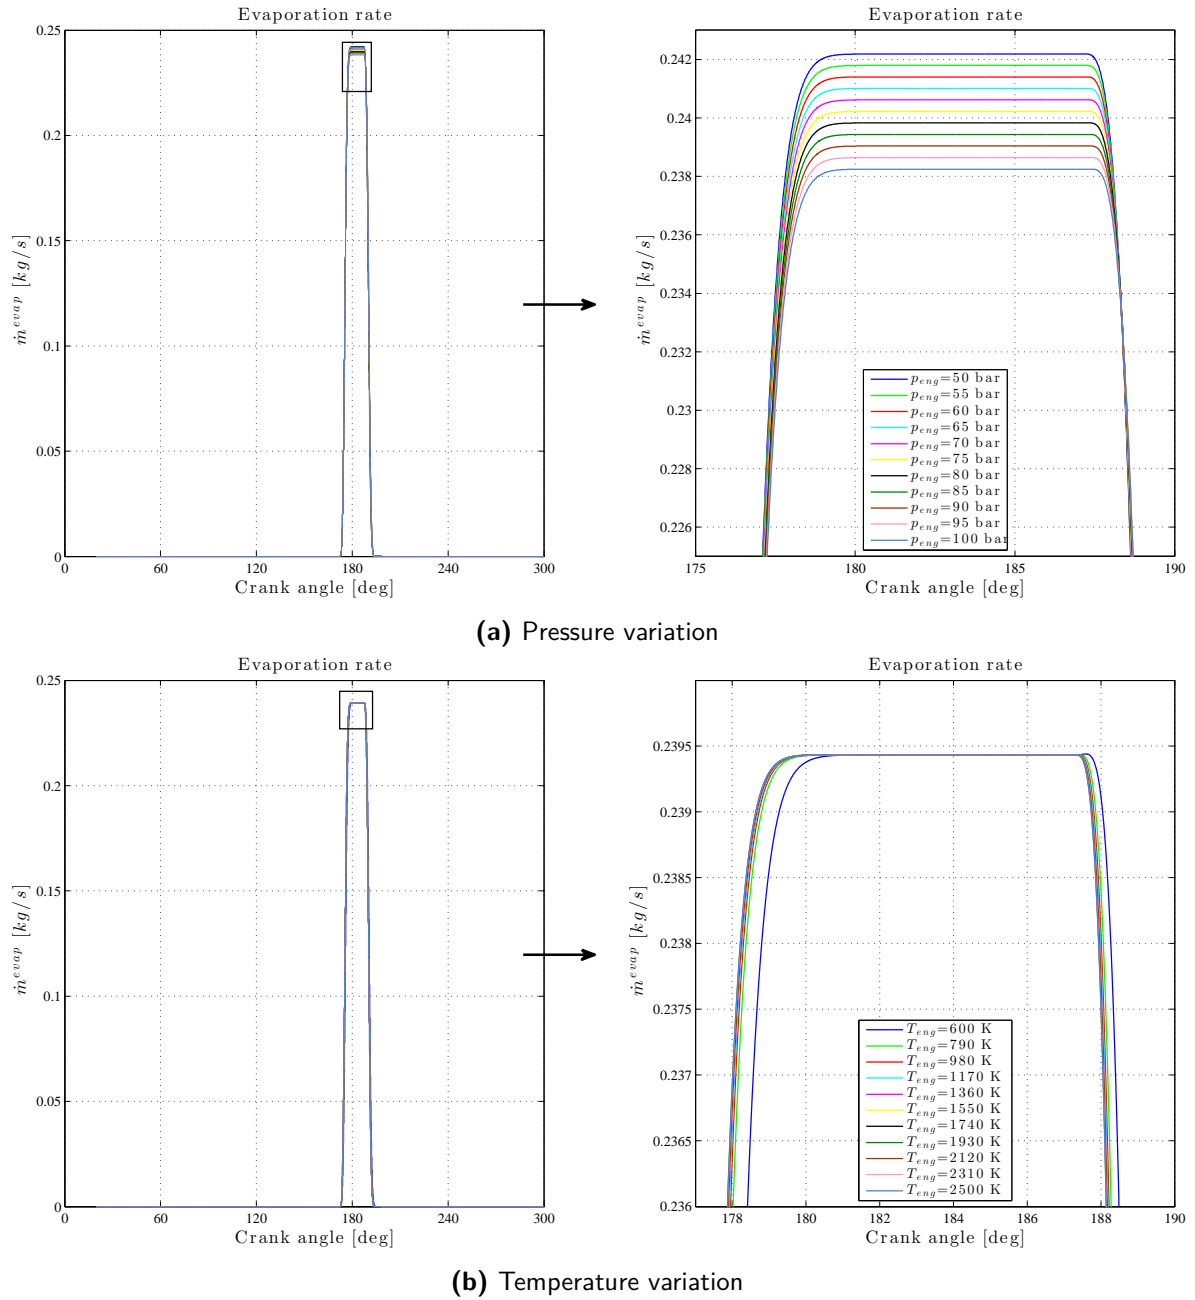 Evaporation rate
0.25
0.2
0.15
0.1
0.05
0
0 60 120 180 240 300
ṁ^evap [kg/s]
Crank angle [deg]
Evaporation rate
0.242
0.24
0.238
0.236
0.234
0.232
0.23
0.228
0.226
175 180 185 190
ṁ^evap [kg/s]
Crank angle [deg]
p_eng=50 bar
p_eng=55 bar
p_eng=60 bar
p_eng=65 bar
p_eng=70 bar
p_eng=75 bar
p_eng=80 bar
p_eng=85 bar
p_eng=90 bar
p_eng=95 bar
p_eng=100 bar
(a) Pressure variation
Evaporation rate
0.25
0.2
0.15
0.1
0.05
0
0 60 120 180 240 300
ṁ^evap [kg/s]
Crank angle [deg]
Evaporation rate
0.2395
0.239
0.2385
0.238
0.2375
0.237
0.2365
0.236
178 180 182 184 186 188 190
ṁ^evap [kg/s]
Crank angle [deg]
T_eng=600 K
T_eng=790 K
T_eng=980 K
T_eng=1170 K
T_eng=1360 K
T_eng=1550 K
T_eng=1740 K
T_eng=1930 K
T_eng=2120 K
T_eng=2310 K
T_eng=2500 K
(b) Temperature variation